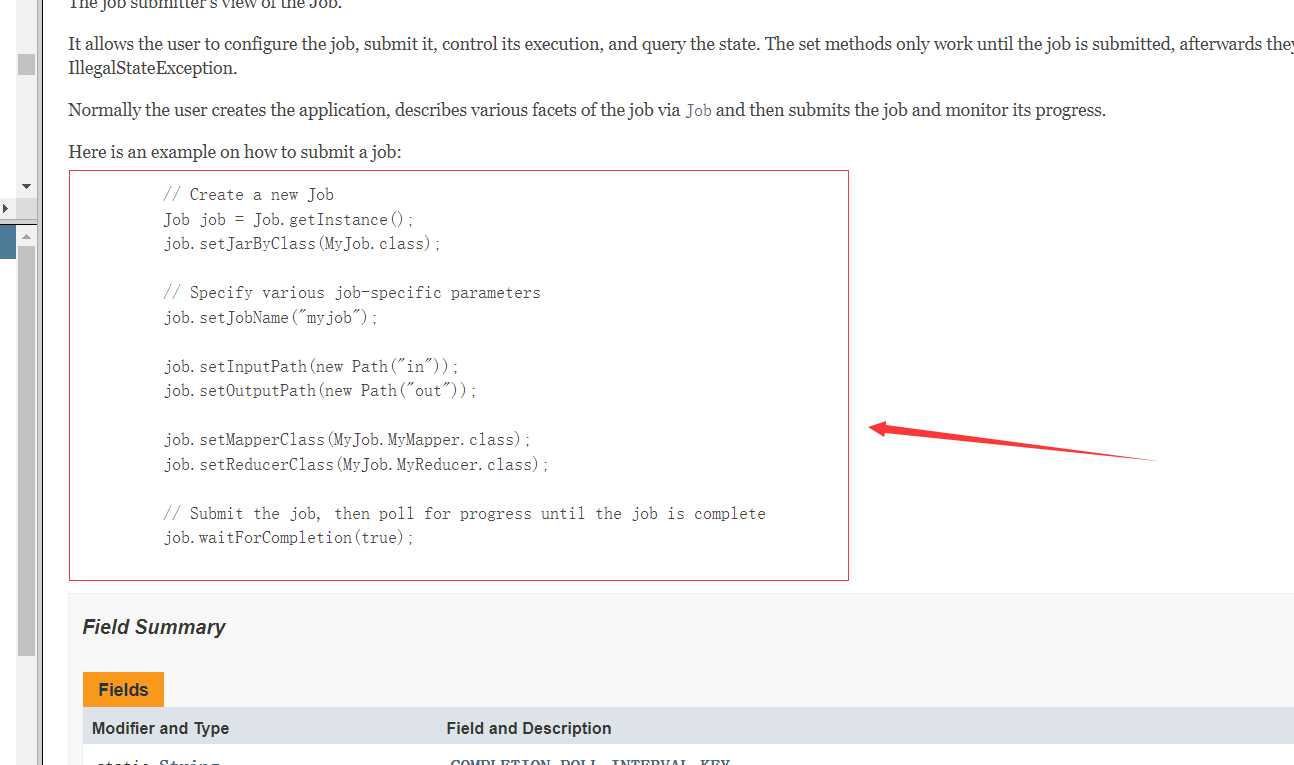 The job submitter's view of the Job.
It allows the user to configure the job, submit it, control its execution, and query the state. The set methods only work until the job is submitted, afterwards they
IllegalStateException.
Normally the user creates the application, describes various facets of the job via Job and then submits the job and monitor its progress.
Here is an example on how to submit a job:
// Create a new Job
Job job = Job.getInstance();
job.setJarByClass(MyJob.class);
// Specify various job-specific parameters
job.setJobName("myjob");
job.setInputPath(new Path("in"));
job.setOutputPath(new Path("out"));
job.setMapperClass(MyJob.MyMapper.class);
job.setReducerClass(MyJob.MyReducer.class);
// Submit the job, then poll for progress until the job is complete
job.waitForCompletion(true);
Field Summary
Fields
Modifier and Type Field and Description
static String COMPLETION_POLL_INTERVAL_KEY